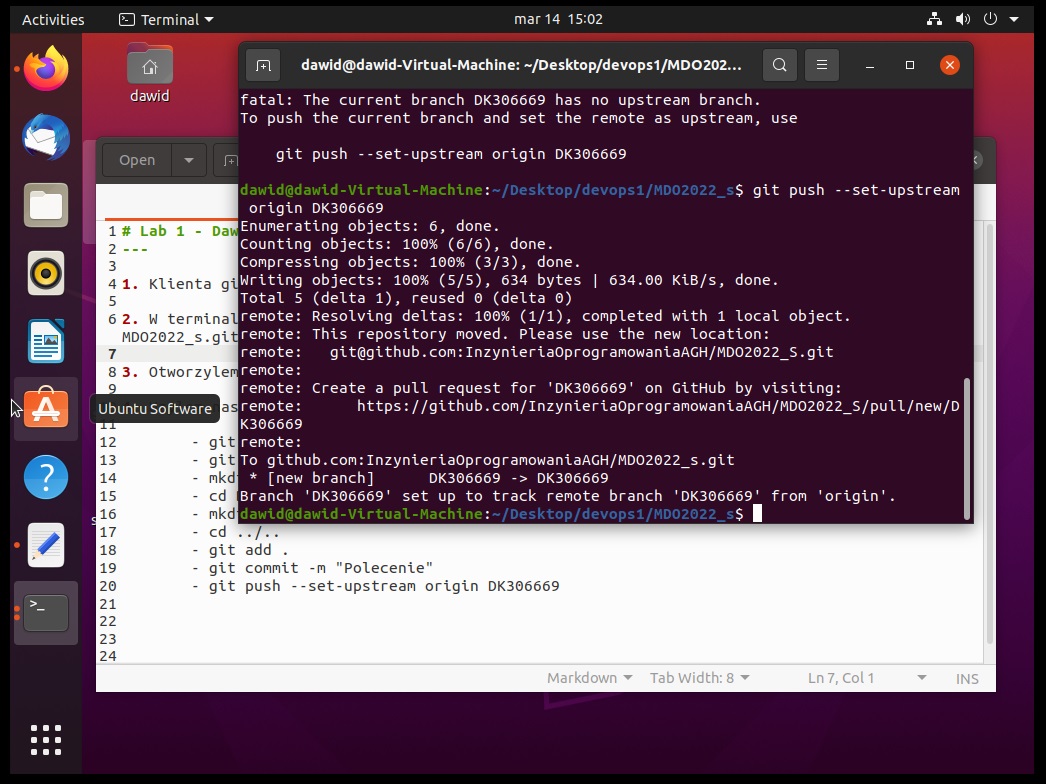 Activities
Terminal
mar 14 15:02
dawid
dawid@dawid-Virtual-Machine: ~/Desktop/devops1/MDO202...
fatal: The current branch DK306669 has no upstream branch.
To push the current branch and set the remote as upstream, use
git push --set-upstream origin DK306669
dawid@dawid-Virtual-Machine:~/Desktop/devops1/MDO2022_s$ git push --set-upstream
origin DK306669
Enumerating objects: 6, done.
Counting objects: 100% (6/6), done.
Compressing objects: 100% (3/3), done.
Writing objects: 100% (5/5), 634 bytes | 634.00 KiB/s, done.
Total 5 (delta 1), reused 0 (delta 0)
remote: Resolving deltas: 100% (1/1), completed with 1 local object.
remote: This repository moved. Please use the new location:
remote:   git@github.com:InzynieriaOprogramowaniaAGH/MDO2022_S.git
remote:
remote: Create a pull request for 'DK306669' on GitHub by visiting:
remote:      https://github.com/InzynieriaOprogramowaniaAGH/MDO2022_S/pull/new/D
K306669
remote:
To github.com:InzynieriaOprogramowaniaAGH/MDO2022_s.git
* [new branch]      DK306669 -> DK306669
Branch 'DK306669' set up to track remote branch 'DK306669' from 'origin'.
dawid@dawid-Virtual-Machine:~/Desktop/devops1/MDO2022_s$
Open
1 # Lab 1 - Daw
2 ---
3
4 1. Klienta gi
5
6 2. W terminal
MDO2022_s.git
7
8 3. Otworzylem
9
Ubuntu Software
11
12 - git
13 - git
14 - mkd
15 - cd
16 - mkd
17 - cd ../..
18 - git add .
19 - git commit -m "Polecenie"
20 - git push --set-upstream origin DK306669
21
22
23
24
Markdown
Tab Width: 8
Ln 7, Col 1
INS